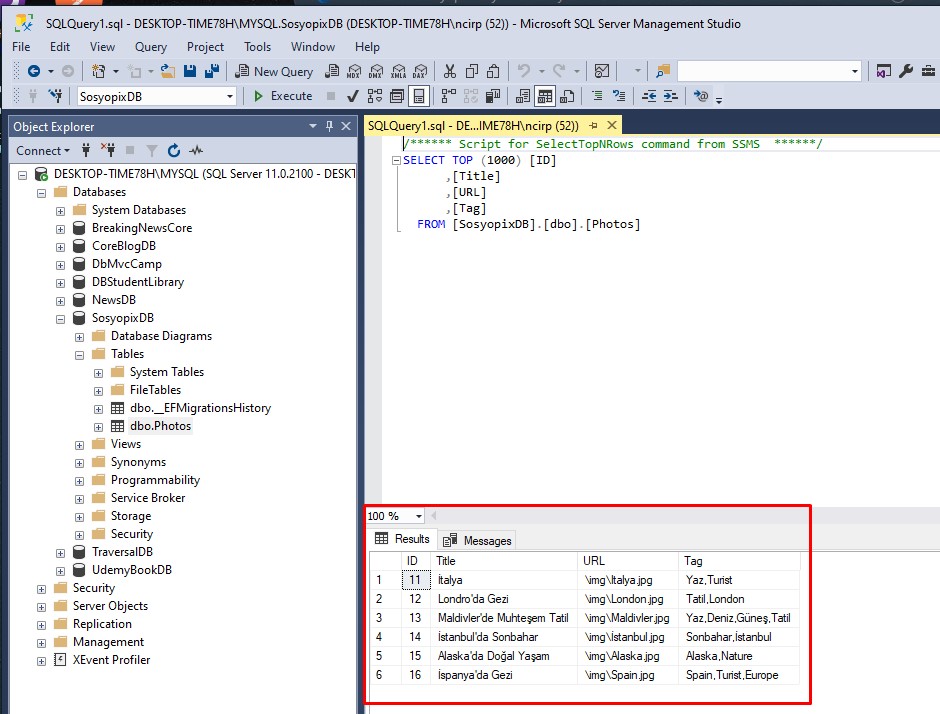 SQLQuery1.sql - DESKTOP-TIME78H\MYSQL.SosyopixDB (DESKTOP-TIME78H\ncirp (52)) - Microsoft SQL Server Management Studio
File Edit View Query Project Tools Window Help
New Query MDX DMX XMLA DAX
SosyopixDB Execute
Object Explorer
Connect
DESKTOP-TIME78H\MYSQL (SQL Server 11.0.2100 - DESKT
Databases
System Databases
BreakingNewsCore
CoreBlogDB
DbMvcCamp
DBStudentLibrary
NewsDB
SosyopixDB
Database Diagrams
Tables
System Tables
FileTables
dbo.__EFMigrationsHistory
dbo.Photos
Views
Synonyms
Programmability
Service Broker
Storage
Security
TraversalDB
UdemyBookDB
Security
Server Objects
Replication
Management
XEvent Profiler
SQLQuery1.sql - DE...IME78H\ncirp (52))
/****** Script for SelectTopNRows command from SSMS ******/
SELECT TOP (1000) [ID]
,[Title]
,[URL]
,[Tag]
FROM [SosyopixDB].[dbo].[Photos]
100 %
Results Messages
ID Title URL Tag
1 11 İtalya \img\Italya.jpg Yaz,Turist
2 12 Londro'da Gezi \img\London.jpg Tatil,London
3 13 Maldivler'de Muhteşem Tatil \img\Maldivler.jpg Yaz,Deniz,Güneş,Tatil
4 14 İstanbul'da Sonbahar \img\İstanbul.jpg Sonbahar,İstanbul
5 15 Alaska'da Doğal Yaşam \img\Alaska.jpg Alaska,Nature
6 16 İspanya'da Gezi \img\Spain.jpg Spain,Turist,Europe